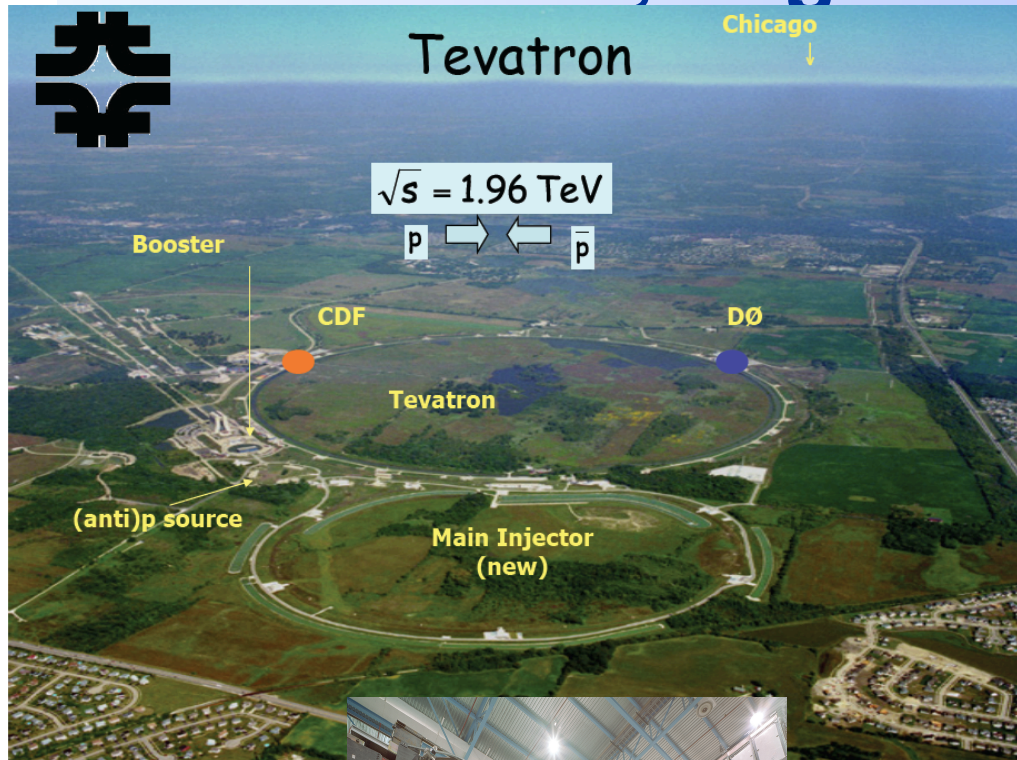 Chicago
Tevatron
√s = 1.96 TeV
p p̅
Booster
CDF DØ
Tevatron
(anti)p source
Main Injector
(new)